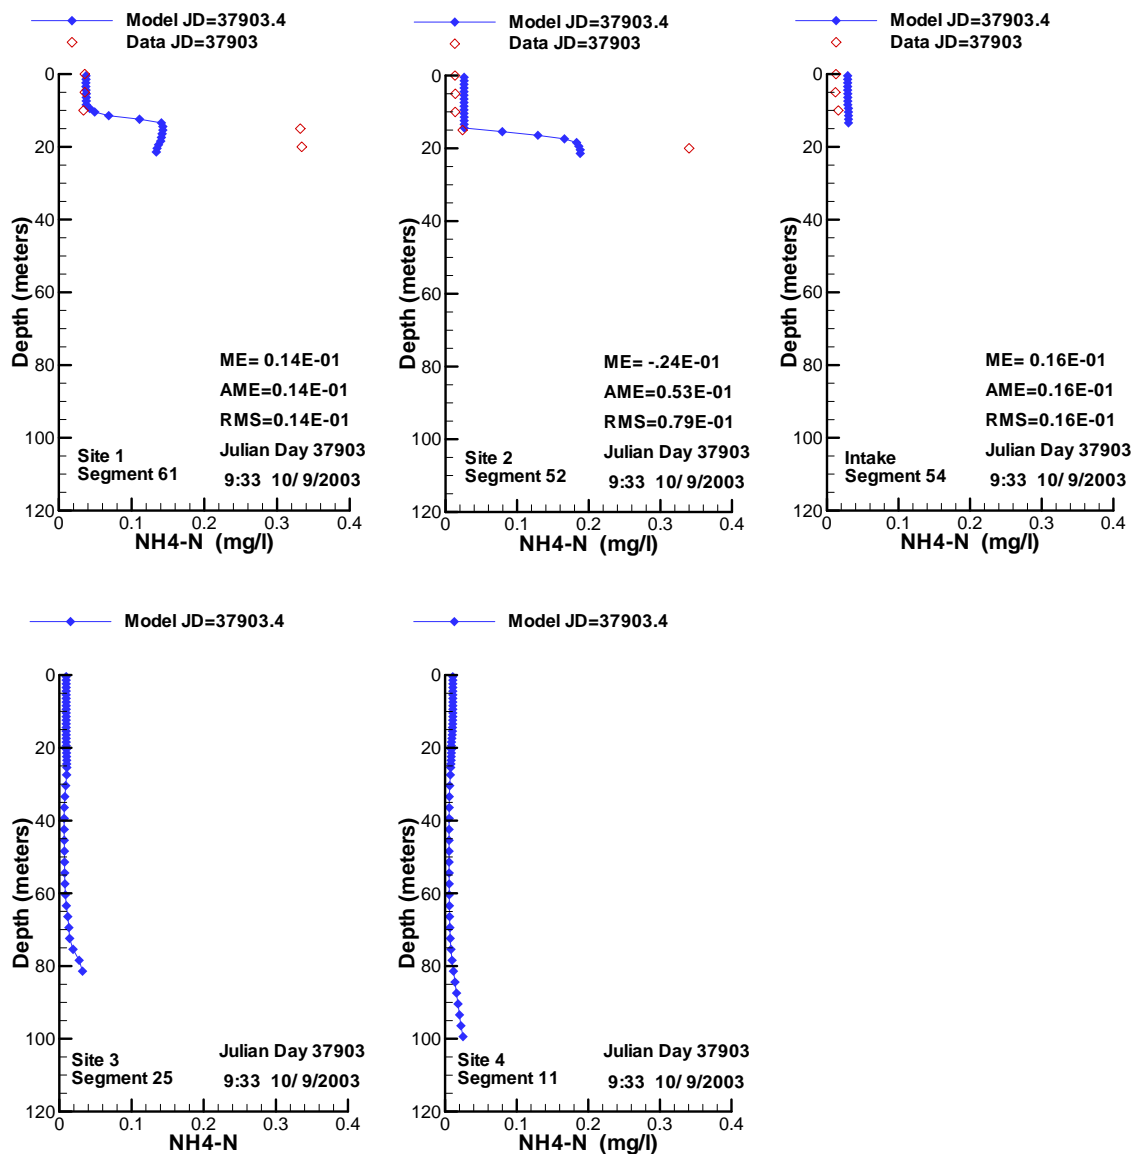 Model JD=37903.4
Data JD=37903
0
20
40
60
80
100
120
Depth (meters)
ME= 0.14E-01
AME=0.14E-01
RMS=0.14E-01
Julian Day 37903
9:33 10/ 9/2003
Site 1
Segment 61
0 0.1 0.2 0.3 0.4
NH4-N (mg/l)
Model JD=37903.4
Data JD=37903
0
20
40
60
80
100
120
Depth (meters)
ME= -.24E-01
AME=0.53E-01
RMS=0.79E-01
Julian Day 37903
9:33 10/ 9/2003
Site 2
Segment 52
0 0.1 0.2 0.3 0.4
NH4-N (mg/l)
Model JD=37903.4
Data JD=37903
0
20
40
60
80
100
120
Depth (meters)
ME= 0.16E-01
AME=0.16E-01
RMS=0.16E-01
Julian Day 37903
9:33 10/ 9/2003
Intake
Segment 54
0 0.1 0.2 0.3 0.4
NH4-N (mg/l)
Model JD=37903.4
0
20
40
60
80
100
120
Depth (meters)
Julian Day 37903
9:33 10/ 9/2003
Site 3
Segment 25
0 0.1 0.2 0.3 0.4
NH4-N
Model JD=37903.4
0
20
40
60
80
100
120
Depth (meters)
Julian Day 37903
9:33 10/ 9/2003
Site 4
Segment 11
0 0.1 0.2 0.3 0.4
NH4-N (mg/l)